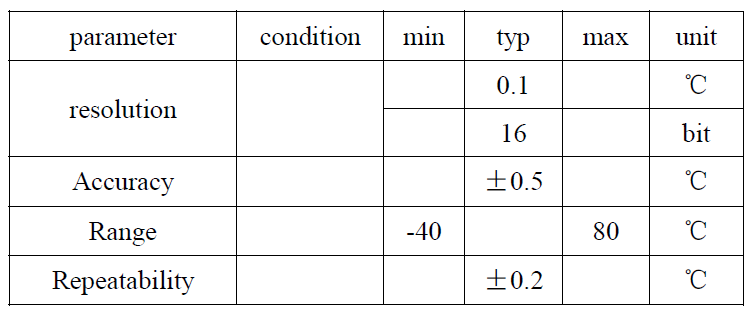 parameter condition min typ max unit
0.1 ℃
resolution
16 bit
Accuracy ±0.5 ℃
Range -40 80 ℃
Repeatability ±0.2 ℃